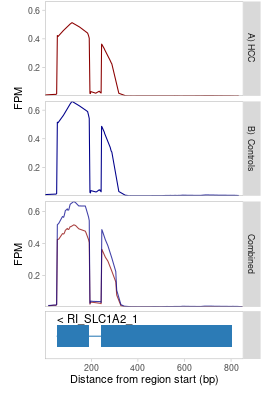 0.6
0.4
0.2
FPM
A) HCC
0.6
0.4
0.2
FPM
B) Controls
0.6
0.4
0.2
FPM
Combined
< RI_SLC1A2_1
200 400 600 800
Distance from region start (bp)